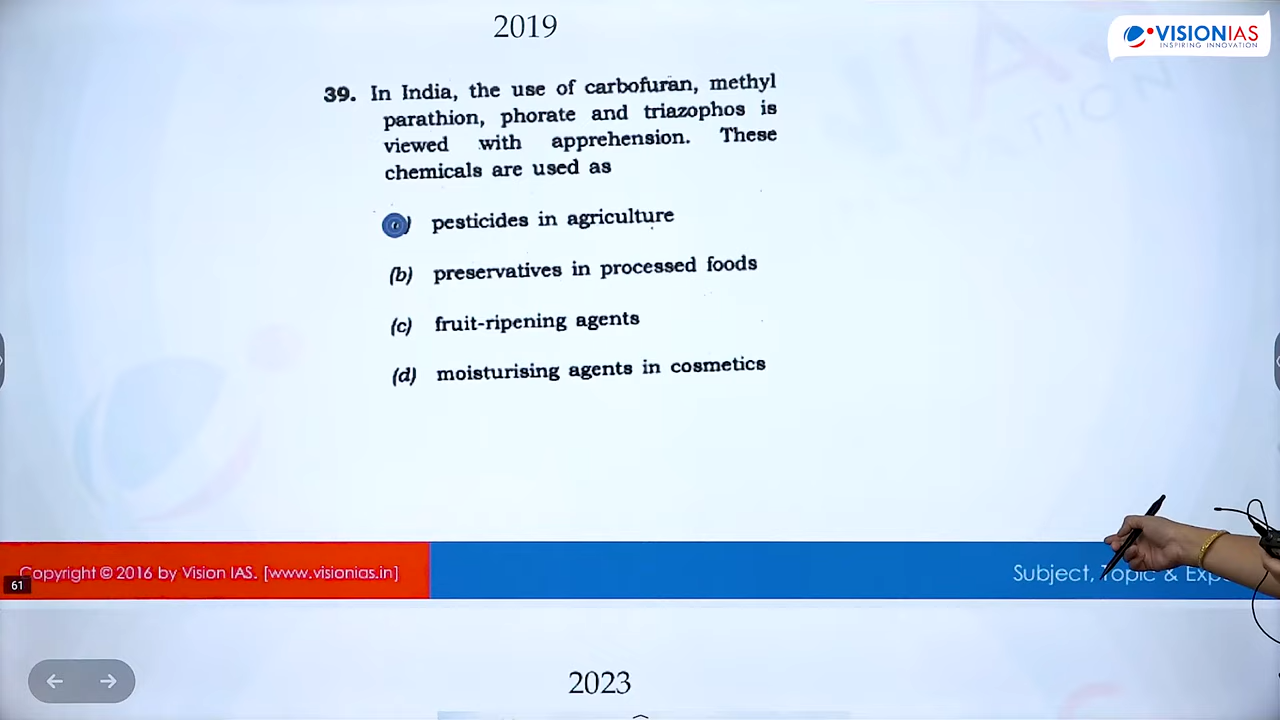 2019
VISIONIAS
INSPIRING INNOVATION
39. In India, the use of carbofuran, methyl
parathion, phorate and triazophos is
viewed with apprehension. These
chemicals are used as
pesticides in agriculture
(b) preservatives in processed foods
(c) fruit-ripening agents
(d) moisturising agents in cosmetics
Copyright © 2016 by Vision IAS. [www.visionias.in]
Subject, Topic &
61
2023